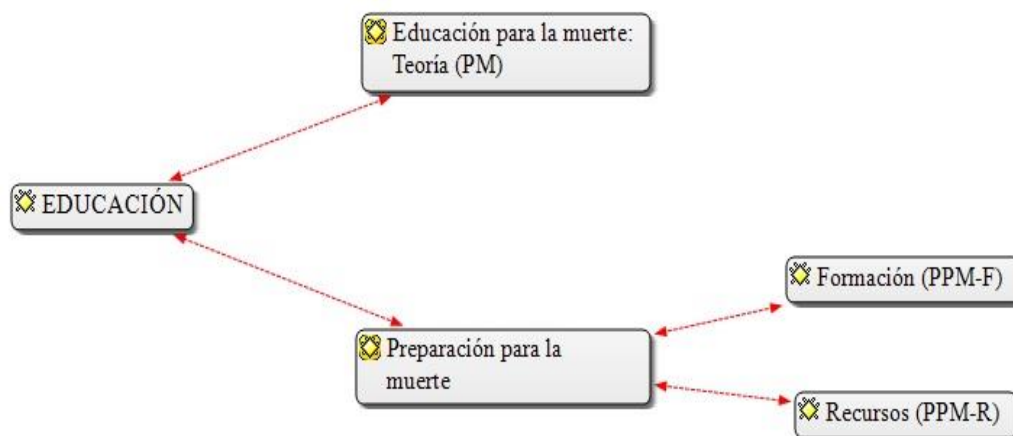 Educación para la muerte:
Teoría (PM)
EDUCACIÓN
Formación (PPM-F)
Preparación para la
muerte
Recursos (PPM-R)